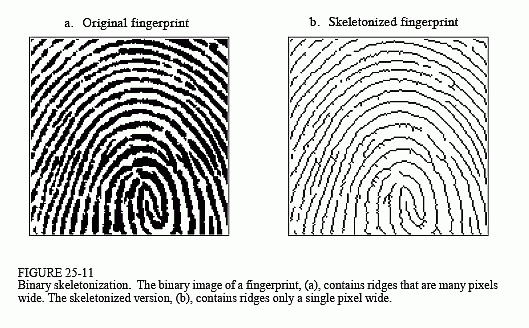 a. Original fingerprint
b. Skeletonized fingerprint
FIGURE 25-11
Binary skeletonization. The binary image of a fingerprint, (a), contains ridges that are many pixels
wide. The skeletonized version, (b), contains ridges only a single pixel wide.